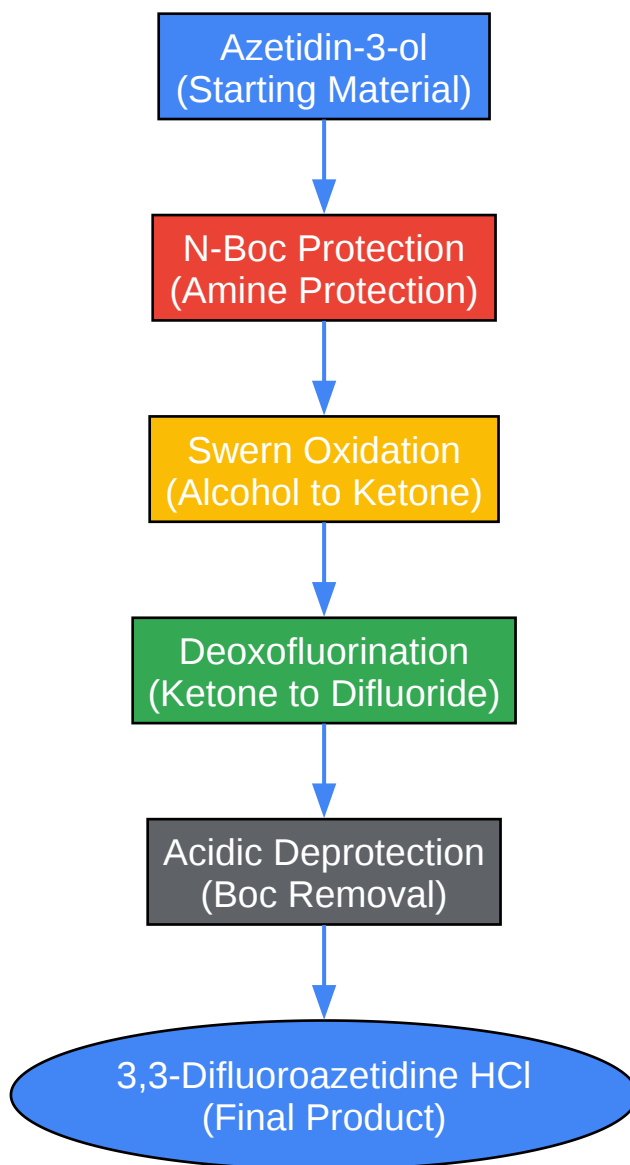 Azetidin-3-ol
(Starting Material)
N-Boc Protection
(Amine Protection)
Swern Oxidation
(Alcohol to Ketone)
Deoxofluorination
(Ketone to Difluoride)
Acidic Deprotection
(Boc Removal)
3,3-Difluoroazetidine HCl
(Final Product)